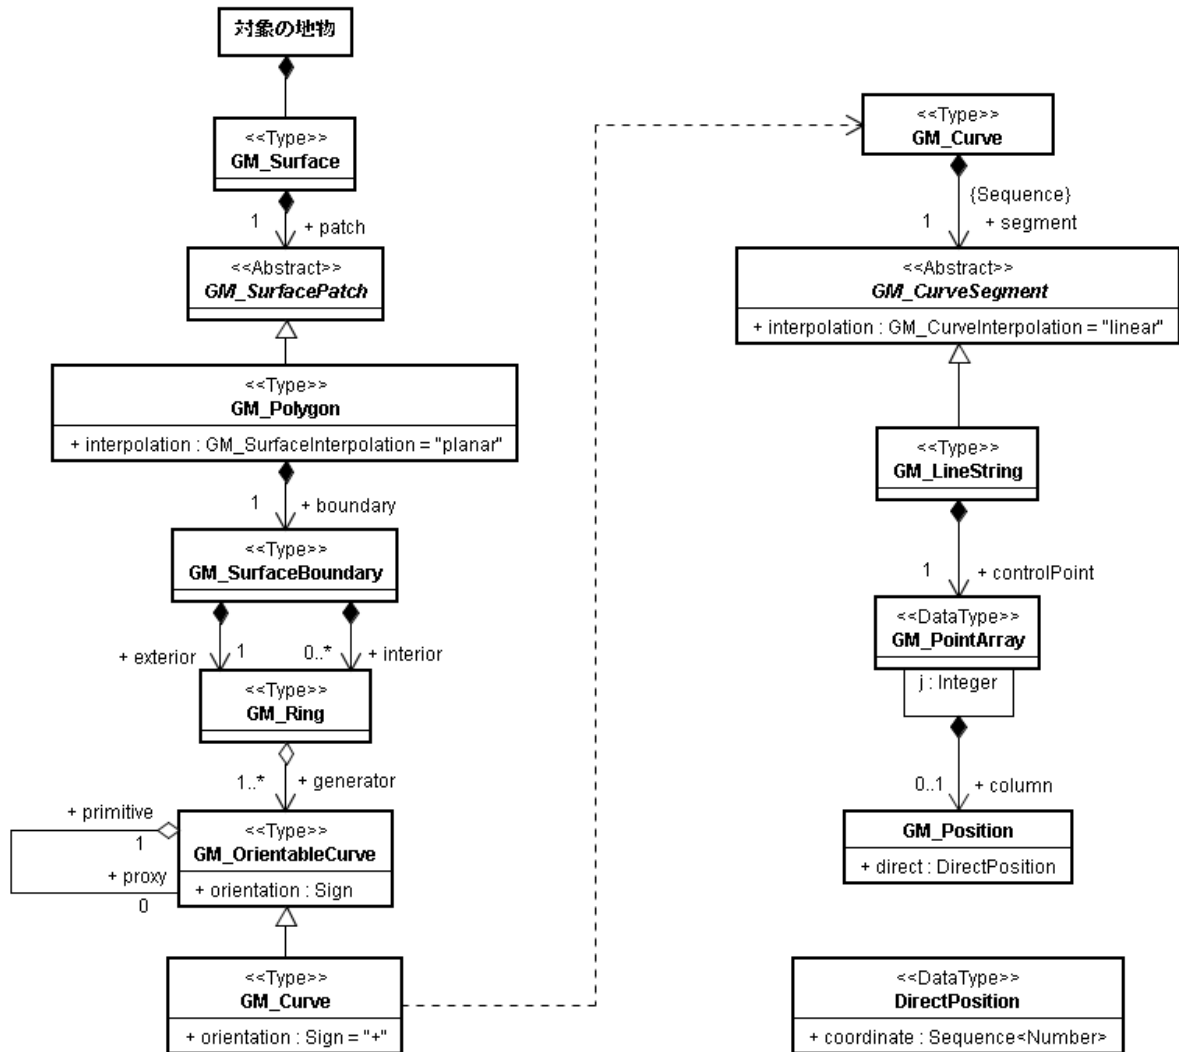 対象の地物
<<Type>>
GM_Surface
1
+ patch
<<Abstract>>
GM_SurfacePatch
<<Type>>
GM_Polygon
+ interpolation : GM_SurfaceInterpolation = "planar"
1
+ boundary
<<Type>>
GM_SurfaceBoundary
+ exterior
1
0..*
+ interior
<<Type>>
GM_Ring
1..*
+ generator
+ primitive
1
+ proxy
0
<<Type>>
GM_OrientableCurve
+ orientation : Sign
<<Type>>
GM_Curve
+ orientation : Sign = "+"
<<Type>>
GM_Curve
{Sequence}
1
+ segment
<<Abstract>>
GM_CurveSegment
+ interpolation : GM_CurveInterpolation = "linear"
<<Type>>
GM_LineString
1
+ controlPoint
<<DataType>>
GM_PointArray
j : Integer
0..1
+ column
GM_Position
+ direct : DirectPosition
<<DataType>>
DirectPosition
+ coordinate : Sequence<Number>